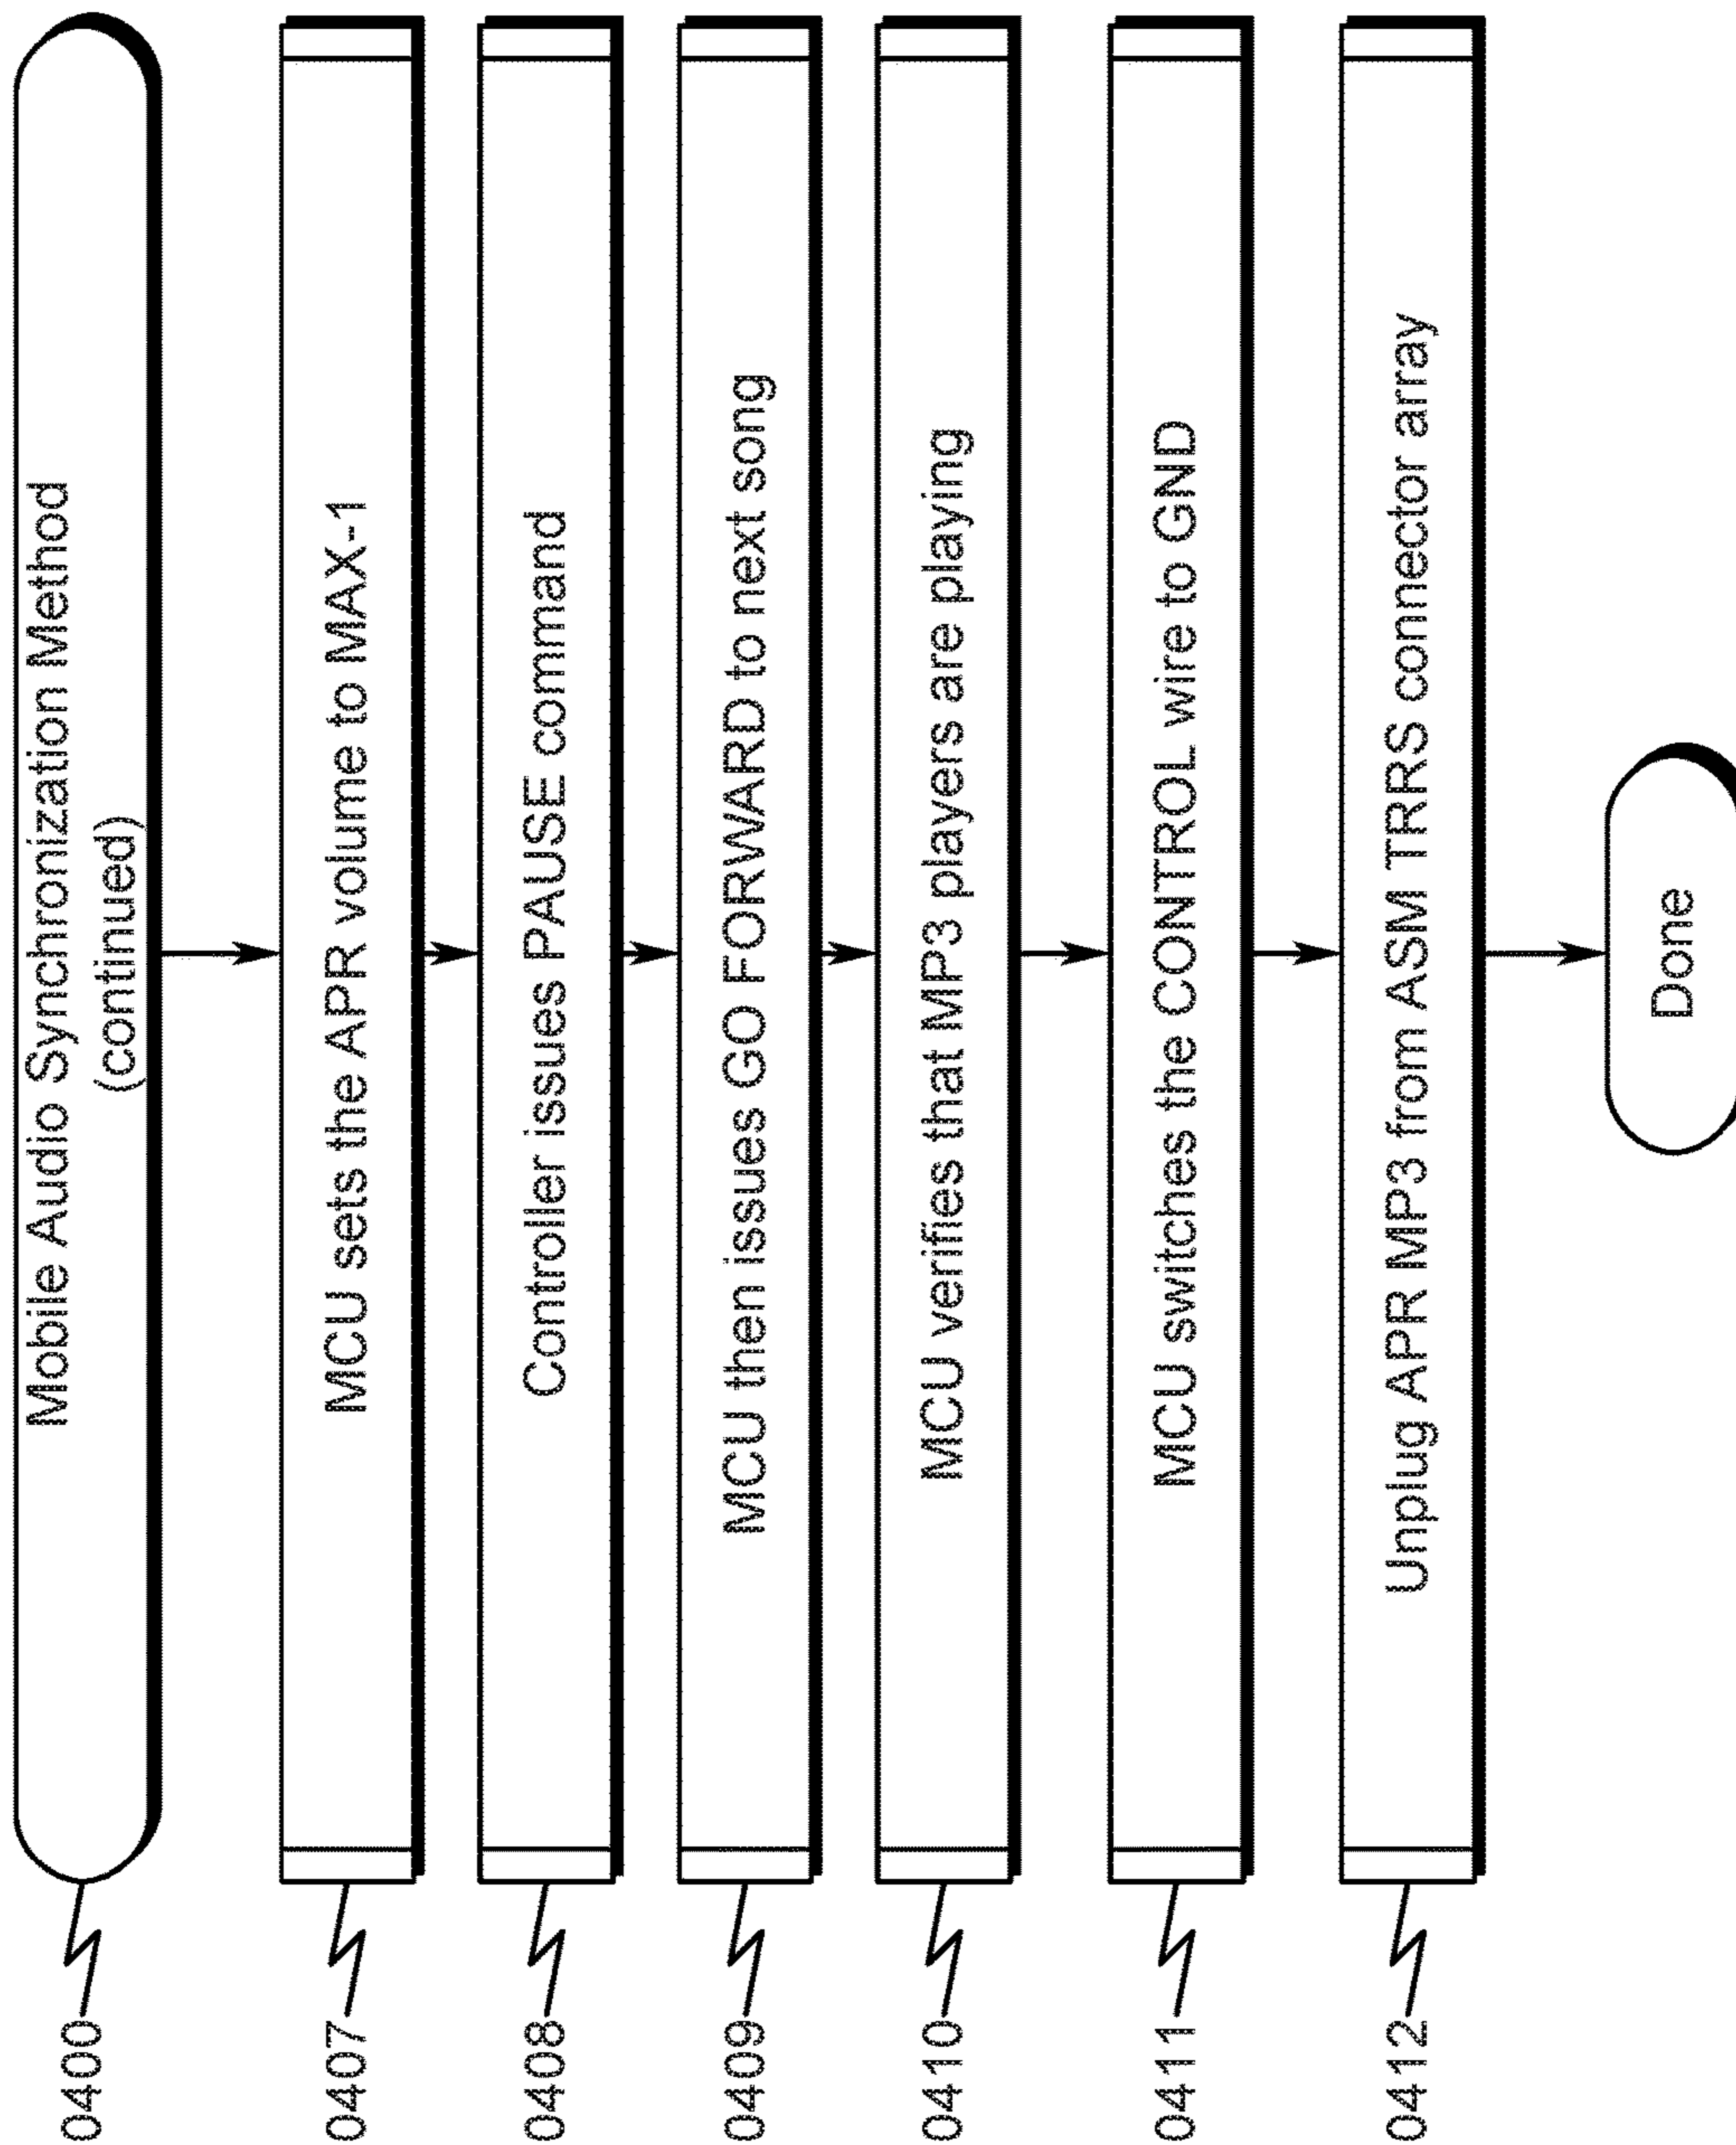 0400
Mobile Audio Synchronization Method
(continued)
0407
MCU sets the APR volume to MAX-1
0408
Controller issues PAUSE command
0409
MCU then issues GO FORWARD to next song
0410
MCU verifies that MP3 players are playing
0411
MCU switches the CONTROL wire to GND
0412
Unplug APR MP3 from ASM TRRS connector array
Done